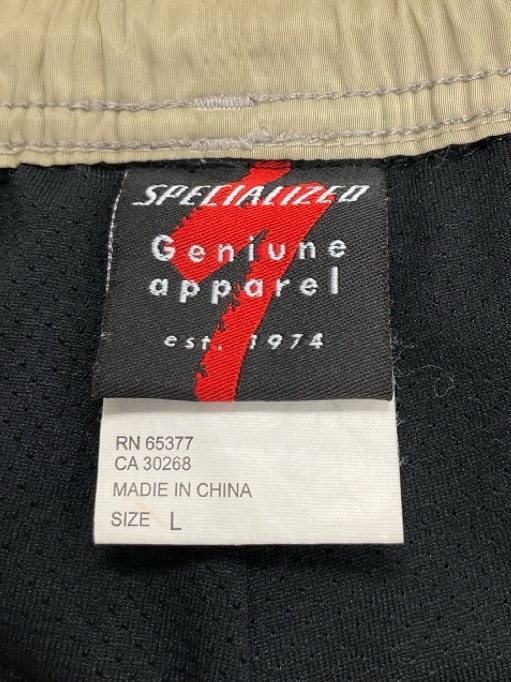 SPECIALIZED
Geniune
apparel
est. 1974
RN 65377
CA 30268
MADIE IN CHINA
SIZE L